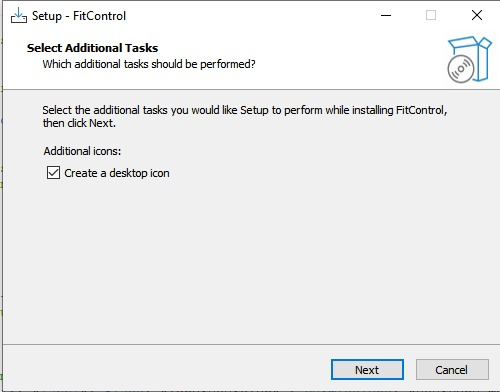 Setup - FitControl
Select Additional Tasks
Which additional tasks should be performed?
Select the additional tasks you would like Setup to perform while installing FitControl,
then click Next.
Additional icons:
Create a desktop icon
Next
Cancel